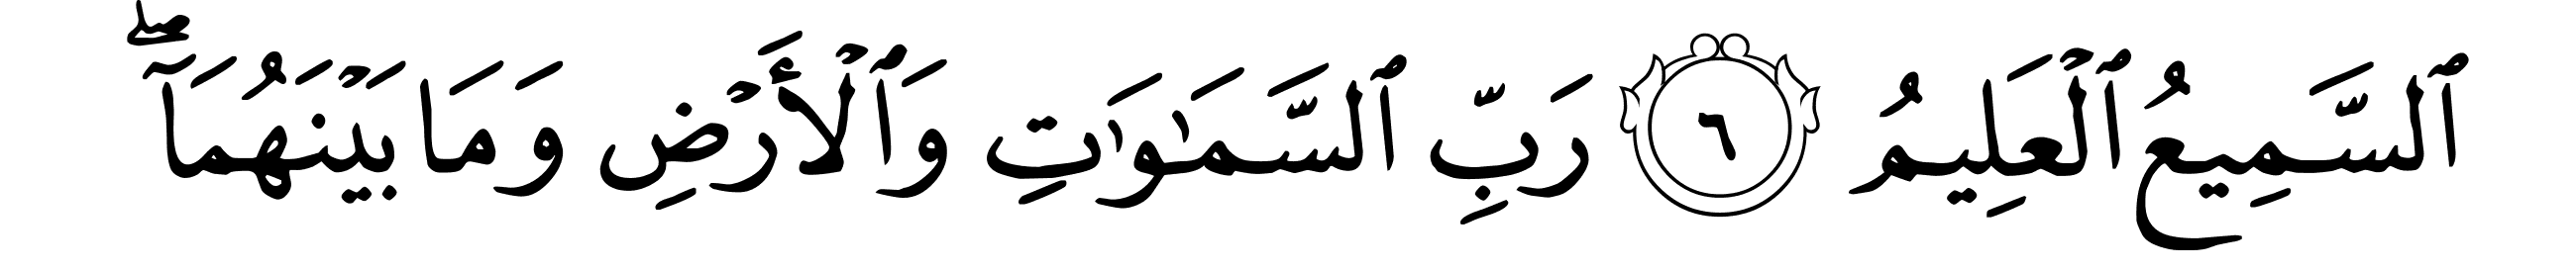 ٱلسَّمِيعُ ٱلۡعَلِيمُ ٦ رَبِّ ٱلسَّمَٰوَٰتِ وَٱلۡأَرۡضِ وَمَا بَيۡنَهُمَآۖ